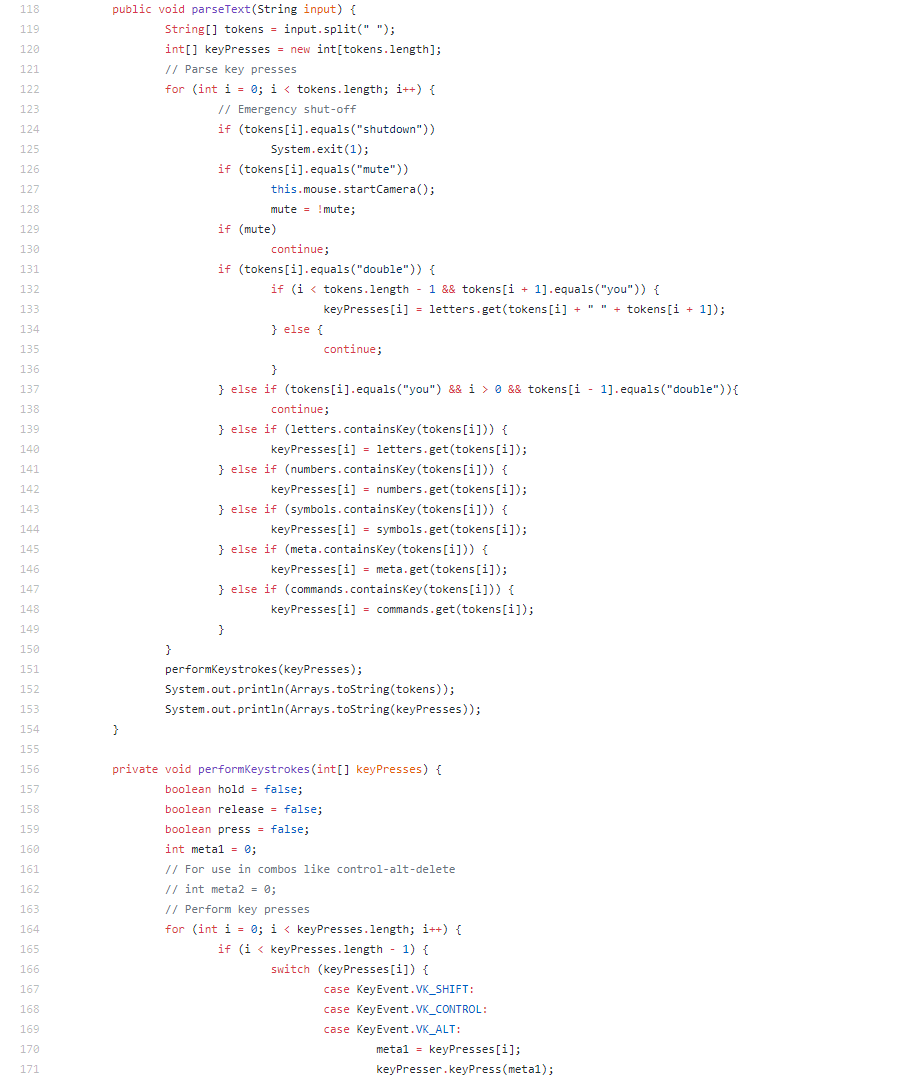 118 public void parseText(String input) {
119 String[] tokens = input.split(" ");
120 int[] keyPresses = new int[tokens.length];
121 // Parse key presses
122 for (int i = 0; i < tokens.length; i++) {
123 // Emergency shut-off
124 if (tokens[i].equals("shutdown"))
125 System.exit(1);
126 if (tokens[i].equals("mute"))
127 this.mouse.startCamera();
128 mute = !mute;
129 if (mute)
130 continue;
131 if (tokens[i].equals("double")) {
132 if (i < tokens.length - 1 && tokens[i + 1].equals("you")) {
133 keyPresses[i] = letters.get(tokens[i] + " " + tokens[i + 1]);
134 } else {
135 continue;
136 }
137 } else if (tokens[i].equals("you") && i > 0 && tokens[i - 1].equals("double")){
138 continue;
139 } else if (letters.containsKey(tokens[i])) {
140 keyPresses[i] = letters.get(tokens[i]);
141 } else if (numbers.containsKey(tokens[i])) {
142 keyPresses[i] = numbers.get(tokens[i]);
143 } else if (symbols.containsKey(tokens[i])) {
144 keyPresses[i] = symbols.get(tokens[i]);
145 } else if (meta.containsKey(tokens[i])) {
146 keyPresses[i] = meta.get(tokens[i]);
147 } else if (commands.containsKey(tokens[i])) {
148 keyPresses[i] = commands.get(tokens[i]);
149 }
150 }
151 performKeystrokes(keyPresses);
152 System.out.println(Arrays.toString(tokens));
153 System.out.println(Arrays.toString(keyPresses));
154 }
155
156 private void performKeystrokes(int[] keyPresses) {
157 boolean hold = false;
158 boolean release = false;
159 boolean press = false;
160 int meta1 = 0;
161 // For use in combos like control-alt-delete
162 // int meta2 = 0;
163 // Perform key presses
164 for (int i = 0; i < keyPresses.length; i++) {
165 if (i < keyPresses.length - 1) {
166 switch (keyPresses[i]) {
167 case KeyEvent.VK_SHIFT:
168 case KeyEvent.VK_CONTROL:
169 case KeyEvent.VK_ALT:
170 meta1 = keyPresses[i];
171 keyPresser.keyPress(meta1);